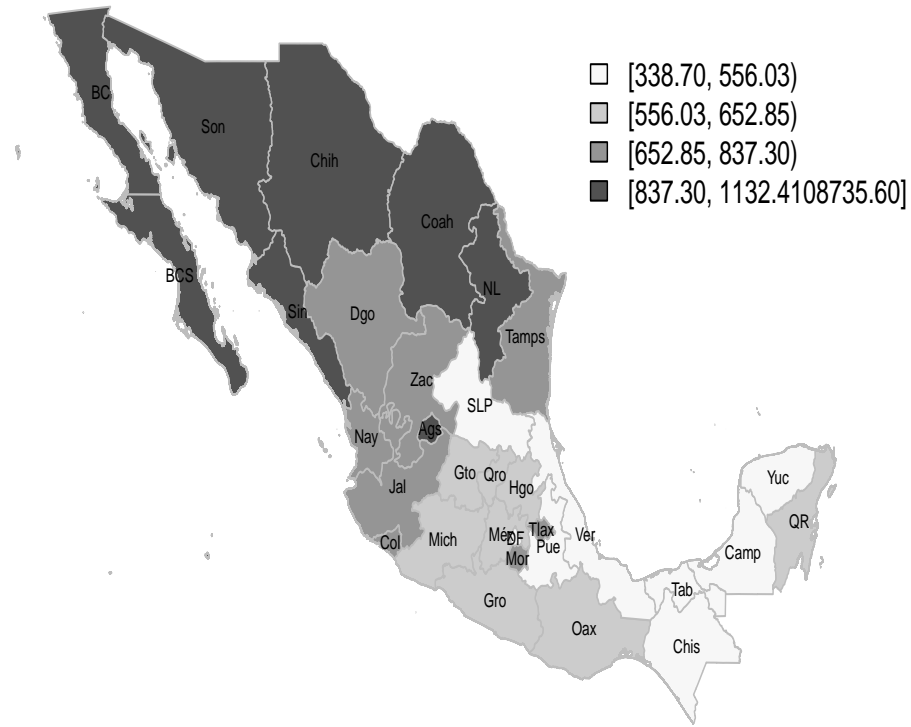 BC
Son
Chih
Coah
BCS
Sin
NL
Dgo
Tamps
Zac
SLP
Ags
Nay
Jal
Gto
Qro
Hgo
Col
Mich
Méx
DF
Tlax
Mor
Pue
Ver
Gro
Oax
Yuc
QR
Camp
Tab
Chis
[338.70, 556.03)
[556.03, 652.85)
[652.85, 837.30)
[837.30, 1132.4108735.60]